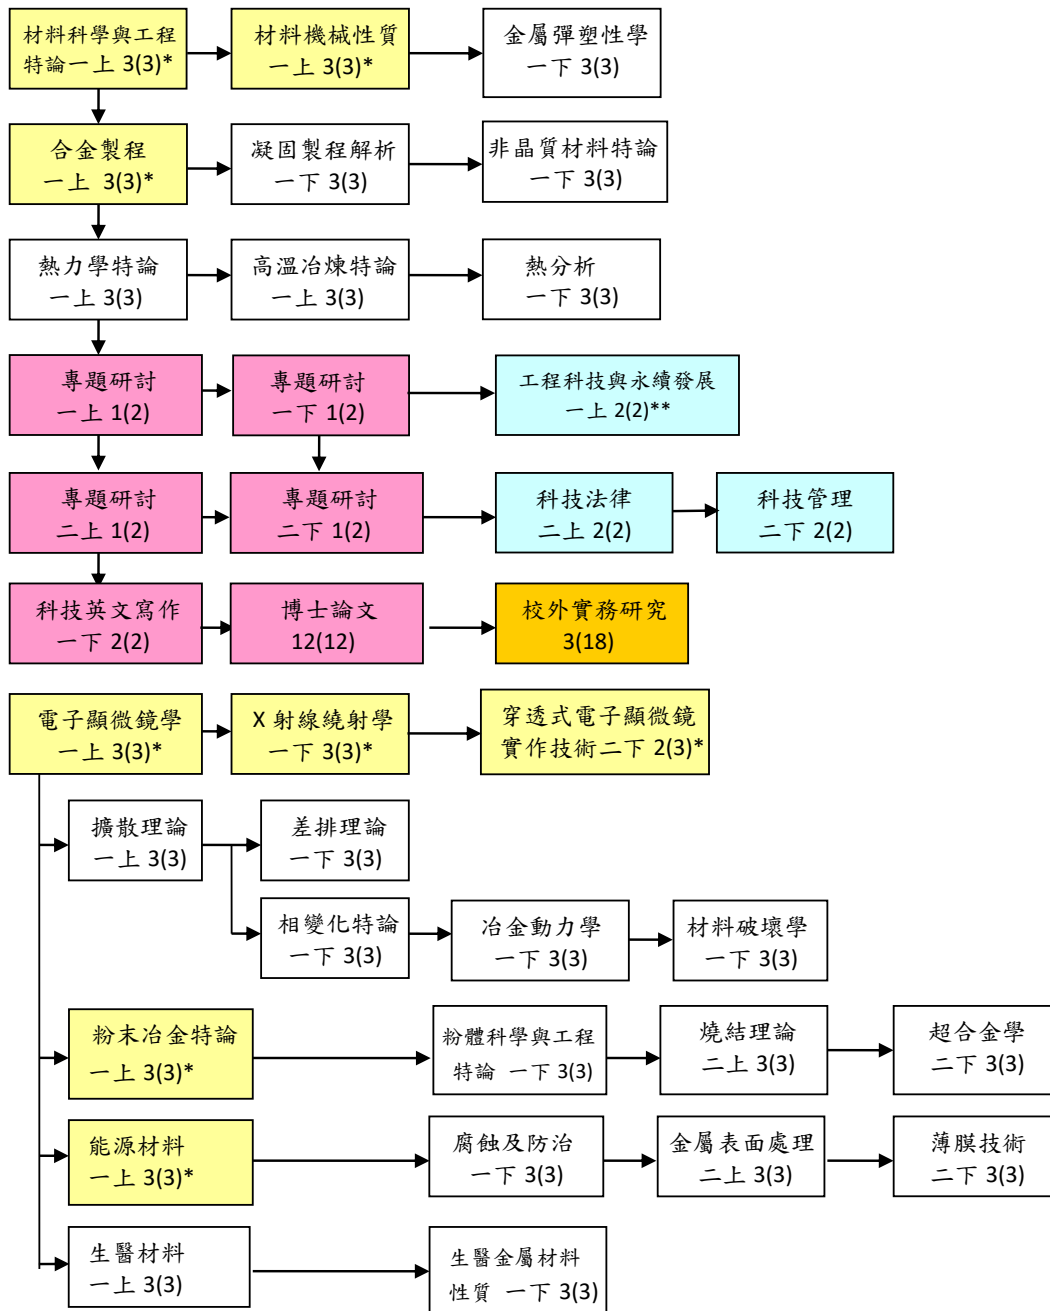 材料科學與工程
特論一上 3(3)*
材料機械性質
一上 3(3)*
金屬彈塑性學
一下 3(3)
合金製程
一上 3(3)*
凝固製程解析
一下 3(3)
非晶質材料特論
一下 3(3)
熱力學特論
一上 3(3)
高溫冶煉特論
一上 3(3)
熱分析
一下 3(3)
專題研討
一上 1(2)
專題研討
一下 1(2)
工程科技與永續發展
一上 2(2)**
專題研討
二上 1(2)
專題研討
二下 1(2)
科技法律
二上 2(2)
科技管理
二下 2(2)
科技英文寫作
一下 2(2)
博士論文
12(12)
校外實務研究
3(18)
電子顯微鏡學
一上 3(3)*
X 射線繞射學
一下 3(3)*
穿透式電子顯微鏡
實作技術二下 2(3)*
擴散理論
一上 3(3)
差排理論
一下 3(3)
相變化特論
一下 3(3)
冶金動力學
一下 3(3)
材料破壞學
一下 3(3)
粉末冶金特論
一上 3(3)*
粉體科學與工程
特論 一下 3(3)
燒結理論
二上 3(3)
超合金學
二下 3(3)
能源材料
一上 3(3)*
腐蝕及防治
一下 3(3)
金屬表面處理
二上 3(3)
薄膜技術
二下 3(3)
生醫材料
一上 3(3)
生醫金屬材料
性質 一下 3(3)